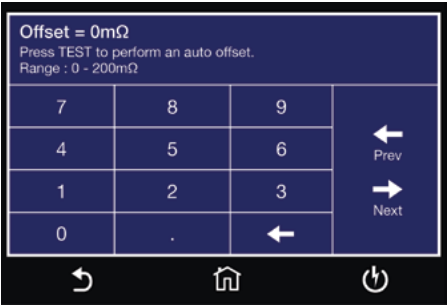 Offset = 0mΩ
Press TEST to perform an auto offset.
Range : 0 - 200mΩ
7 8 9
4 5 6
Prev
1 2 3
Next
0 .